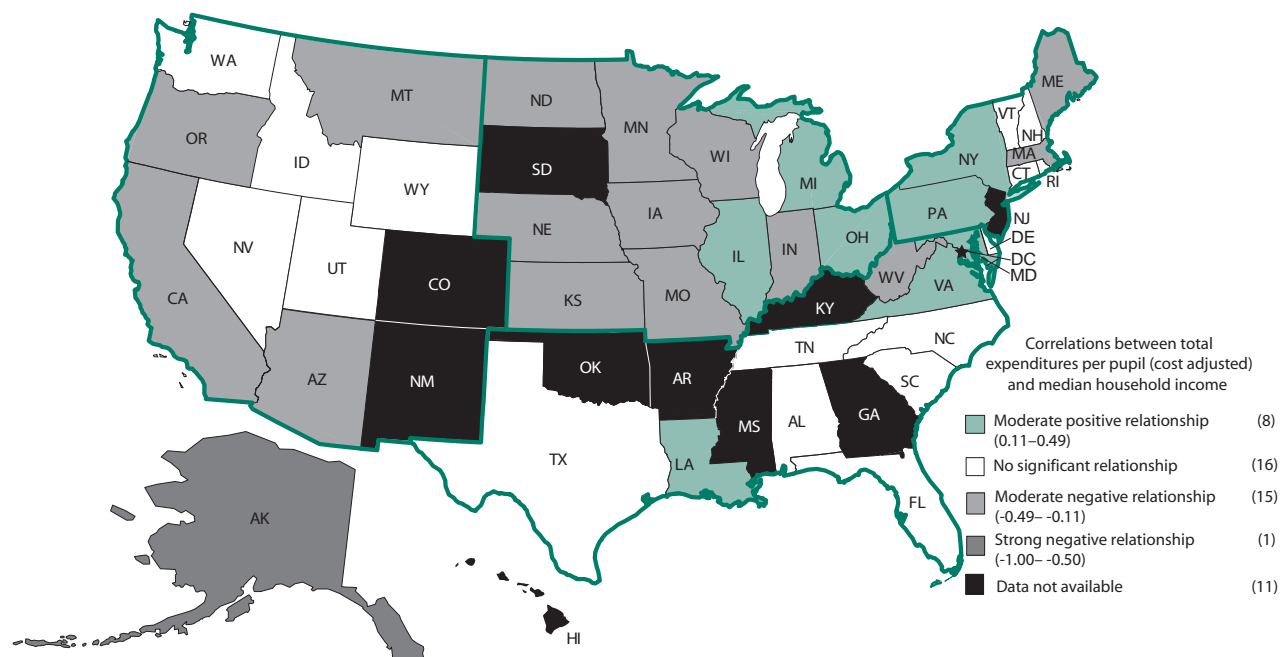 WA
MT
ND
MN
ME
VT
NH
OR
ID
SD
WI
NY
MA
CT
RI
WY
MI
IA
PA
NJ
NE
OH
DE
NV
UT
IL
IN
DC
MD
CO
WV
VA
CA
KS
MO
KY
NC
TN
AZ
NM
OK
AR
SC
MS
AL
GA
TX
LA
FL
AK
HI
Correlations between total
expenditures per pupil (cost adjusted)
and median household income
Moderate positive relationship (8)
(0.11–0.49)
No significant relationship (16)
Moderate negative relationship (15)
(-0.49– -0.11)
Strong negative relationship (1)
(-1.00– -0.50)
Data not available (11)